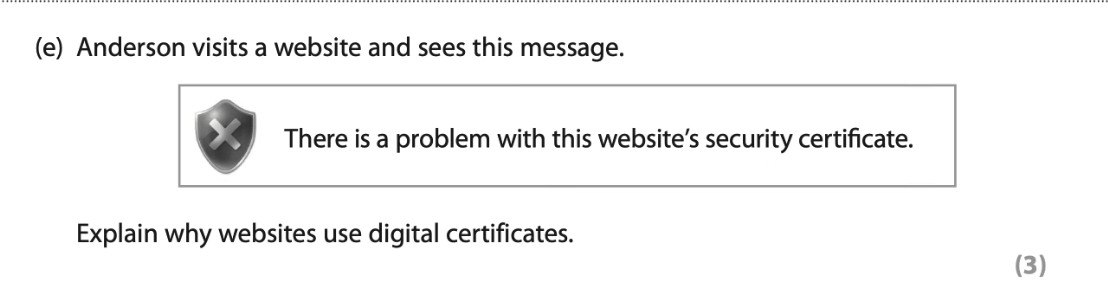 (e) Anderson visits a website and sees this message.
There is a problem with this website’s security certificate.
Explain why websites use digital certificates.
(3)